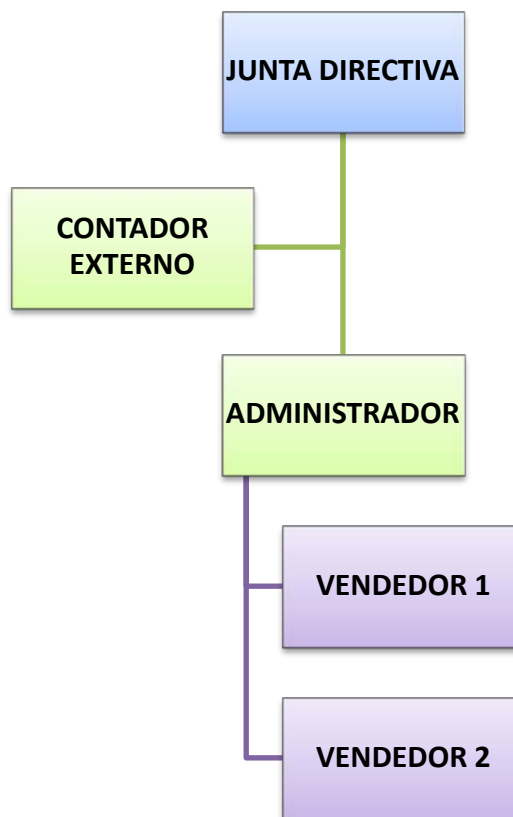 JUNTA DIRECTIVA
CONTADOR
EXTERNO
ADMINISTRADOR
VENDEDOR 1
VENDEDOR 2